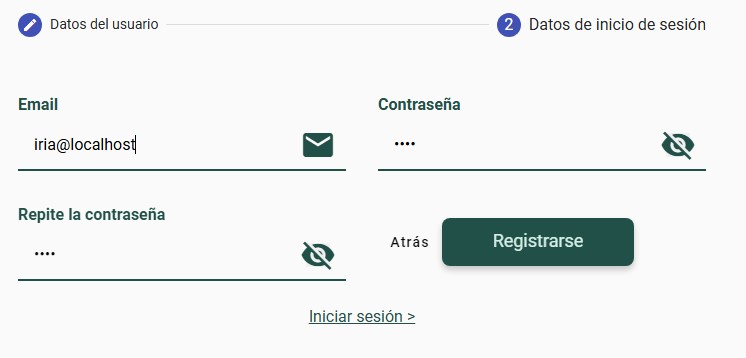 Datos del usuario
2 Datos de inicio de sesión
Email
Contraseña
iria@localhost
••••
Repite la contraseña
••••
Atrás
Registrarse
Iniciar sesión >